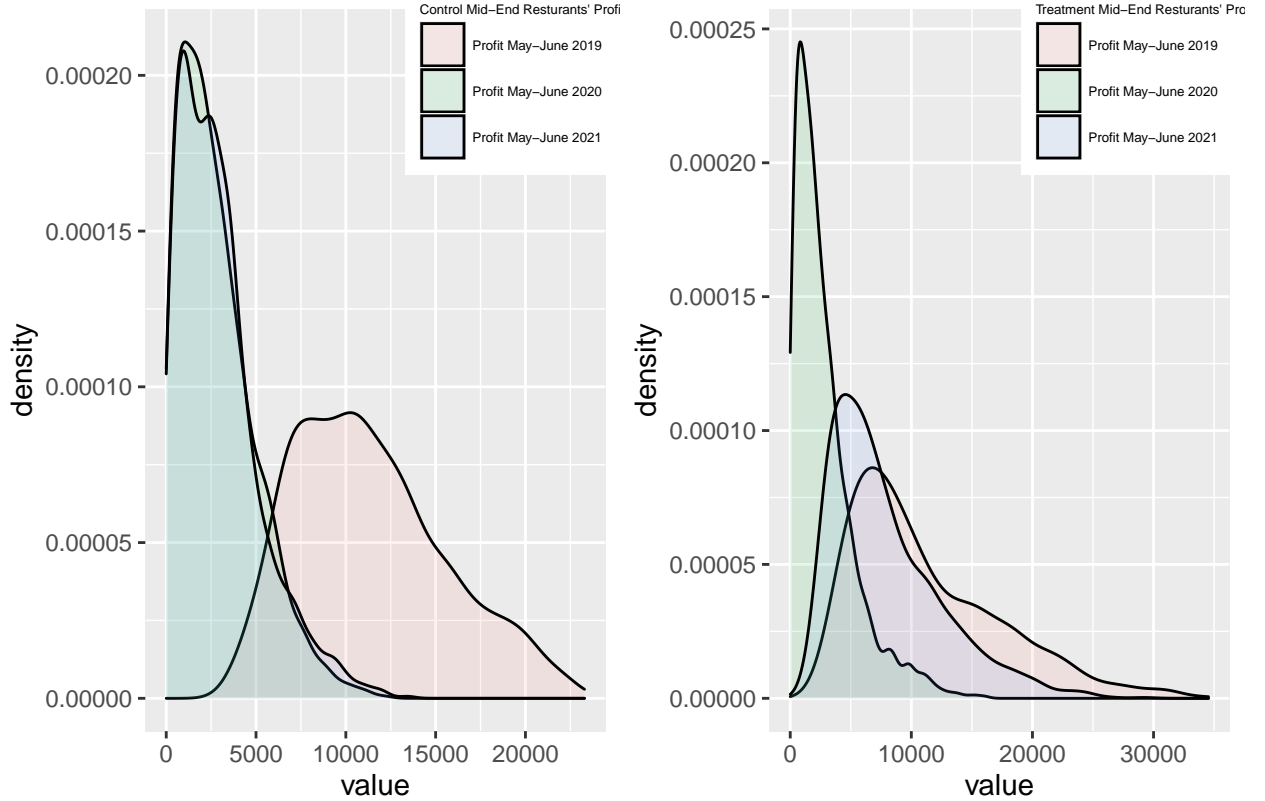 Control Mid−End Resturants' Profi
Profit May−June 2019
Profit May−June 2020
Profit May−June 2021
0.00020
0.00015
0.00010
0.00005
0.00000
density
0 5000 10000 15000 20000
value
Treatment Mid−End Resturants' Pro
Profit May−June 2019
Profit May−June 2020
Profit May−June 2021
0.00025
0.00020
0.00015
0.00010
0.00005
0.00000
density
0 10000 20000 30000
value